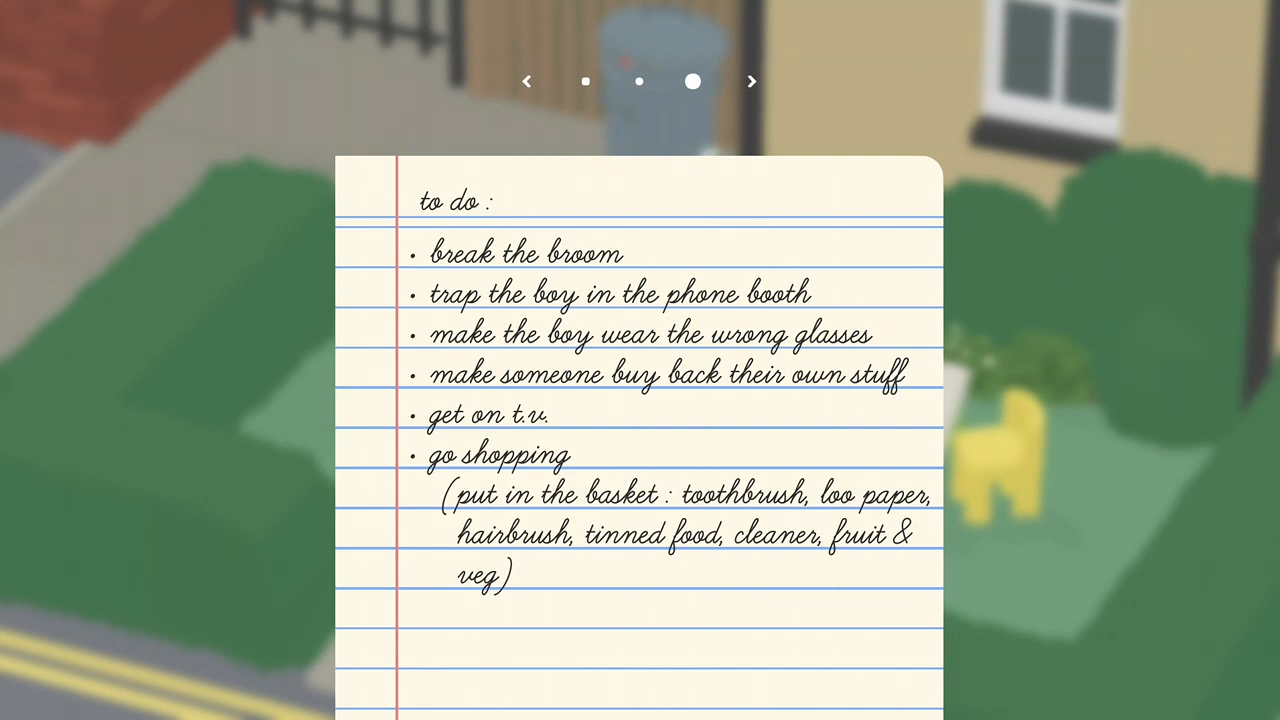 to do :
• break the broom
• trap the boy in the phone booth
• make the boy wear the wrong glasses
• make someone buy back their own stuff
• get on t.v.
• go shopping
(put in the basket : toothbrush, loo paper,
hairbrush, tinned food, cleaner, fruit &
veg)